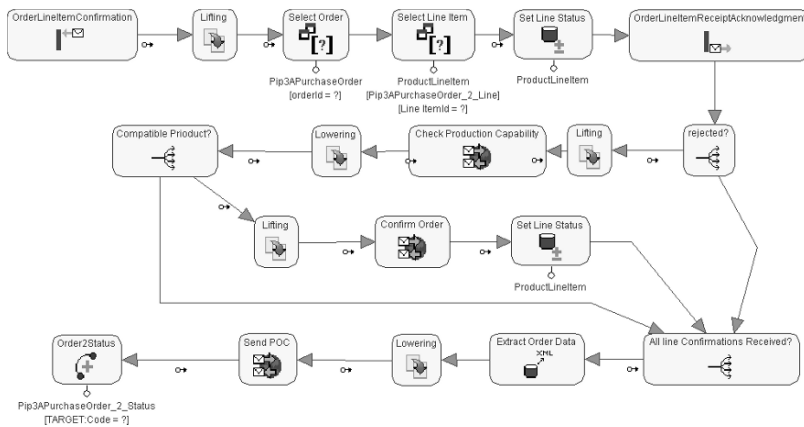 OrderLineItemConfirmation
Lifting
Select Order
Select Line Item
Set Line Status
OrderLineItemReceiptAcknowledgment
[?]
[?]
Pip3APurchaseOrder
[orderId = ?]
ProductLineItem
[Pip3APurchaseOrder_2_Line]
[Line ItemId = ?]
ProductLineItem
Compatible Prioduct?
Lowering
Check Production Capability
Lifting
rejected?
Lifting
Confirm Order
Set Line Status
ProductLineItem
Order2Status
Send POC
Lowering
Extract Order Data
XML
All line Confirmations Received?
Pip3APurchaseOrder_2_Status
[TARGET:Code = ?]